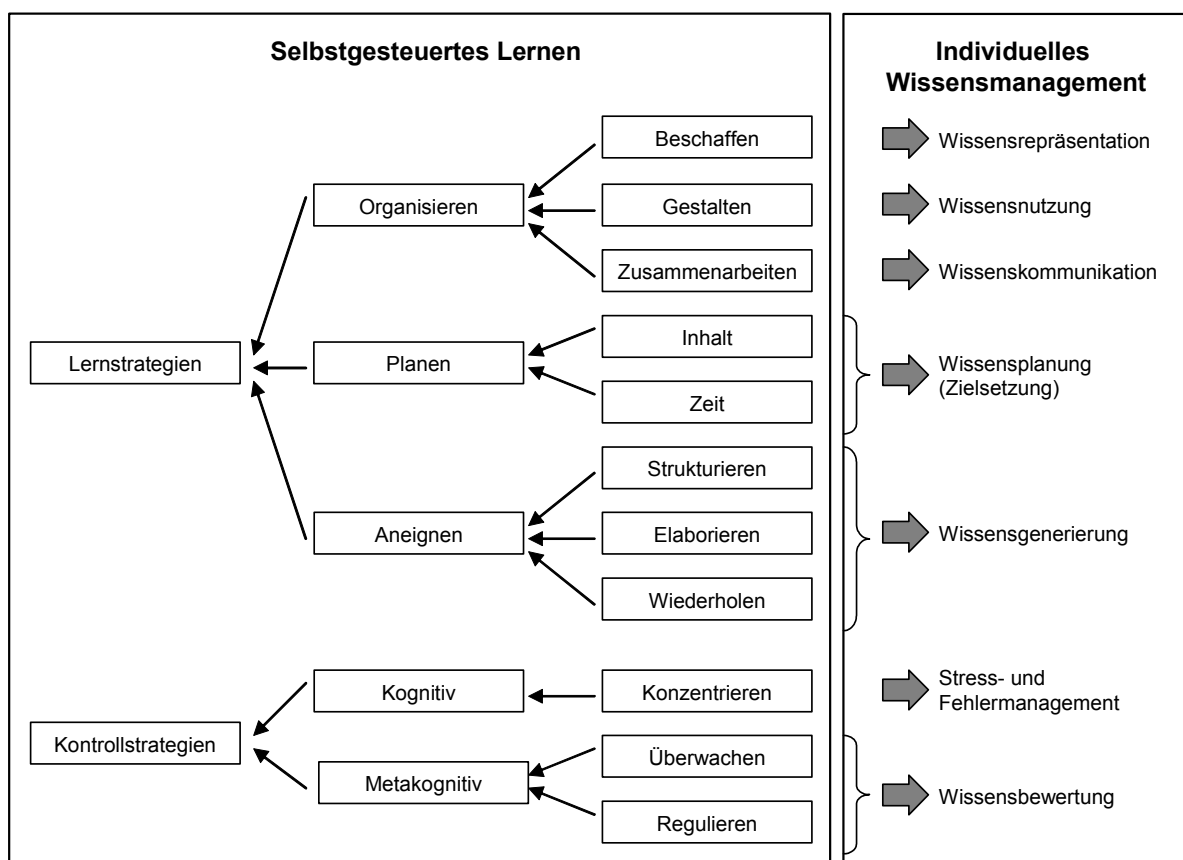 Selbstgesteuertes Lernen
Individuelles
Wissensmanagement
Beschaffen
Wissensrepräsentation
Organisieren
Gestalten
Wissensnutzung
Zusammenarbeiten
Wissenskommunikation
Lernstrategien
Planen
Inhalt
Zeit
Wissensplanung
(Zielsetzung)
Aneignen
Strukturieren
Elaborieren
Wiederholen
Wissensgenerierung
Kontrollstrategien
Kognitiv
Konzentrieren
Stress- und
Fehlermanagement
Metakognitiv
Überwachen
Regulieren
Wissensbewertung